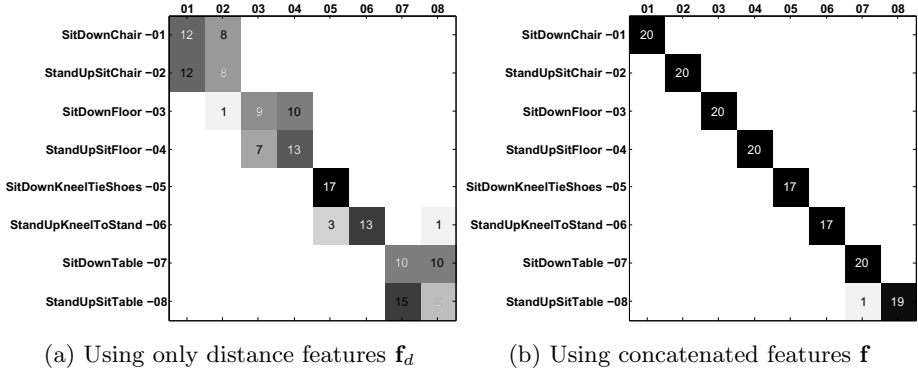 01 02 03 04 05 06 07 08
SitDownChair −01 12 8
StandUpSitChair −02 12 8
SitDownFloor −03 1 9 10
StandUpSitFloor −04 7 13
SitDownKneelTieShoes −05 17
StandUpKneelToStand −06 3 13 1
SitDownTable −07 10 10
StandUpSitTable −08 15
(a) Using only distance features f_d
01 02 03 04 05 06 07 08
SitDownChair −01 20
StandUpSitChair −02 20
SitDownFloor −03 20
StandUpSitFloor −04 20
SitDownKneelTieShoes −05 17
StandUpKneelToStand −06 17
SitDownTable −07 20
StandUpSitTable −08 1 19
(b) Using concatenated features f